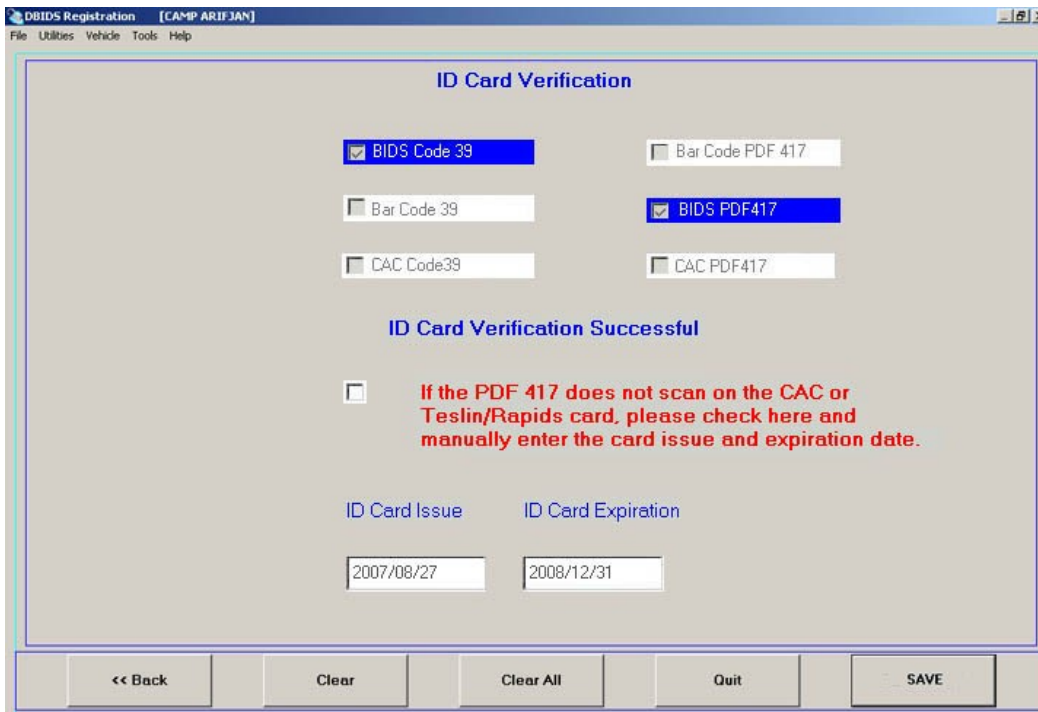 DBIDS Registration [CAMP ARIFJAN]
File Utilities Vehicle Tools Help
ID Card Verification
BIDS Code 39 Bar Code PDF 417
Bar Code 39 BIDS PDF417
CAC Code39 CAC PDF417
ID Card Verification Successful
If the PDF 417 does not scan on the CAC or
Teslin/Rapids card, please check here and
manually enter the card issue and expiration date.
ID Card Issue ID Card Expiration
2007/08/27 2008/12/31
<< Back Clear Clear All Quit SAVE